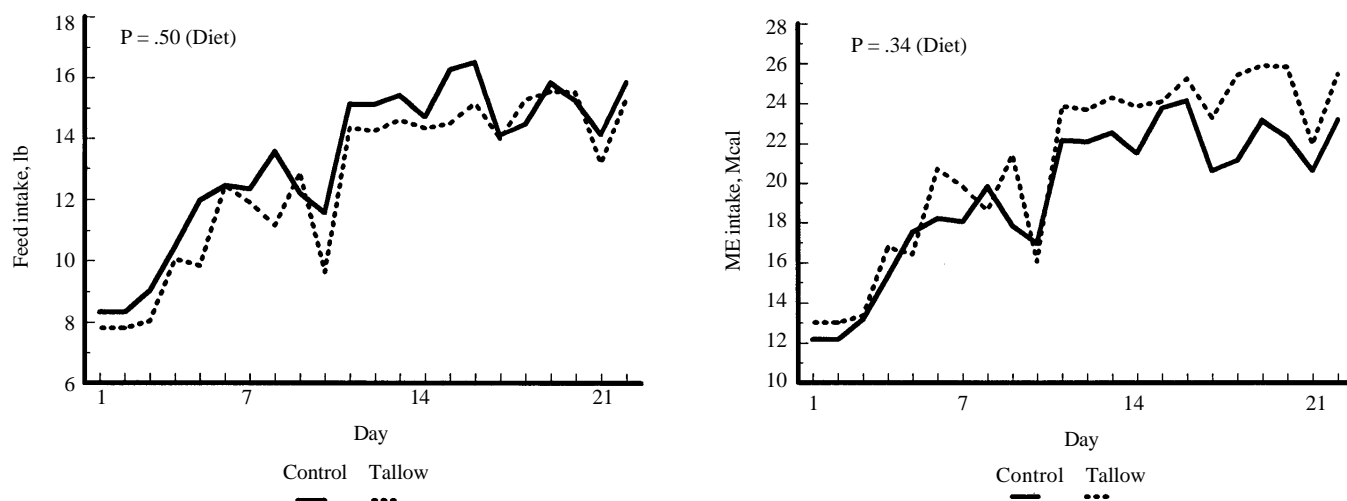 18
16
14
12
10
8
6
P = .50 (Diet)
Feed intake, lb
1 7 14 21
Day
Control Tallow
28
26
24
22
20
18
16
14
12
10
P = .34 (Diet)
ME intake, Mcal
1 7 14 21
Day
Control Tallow